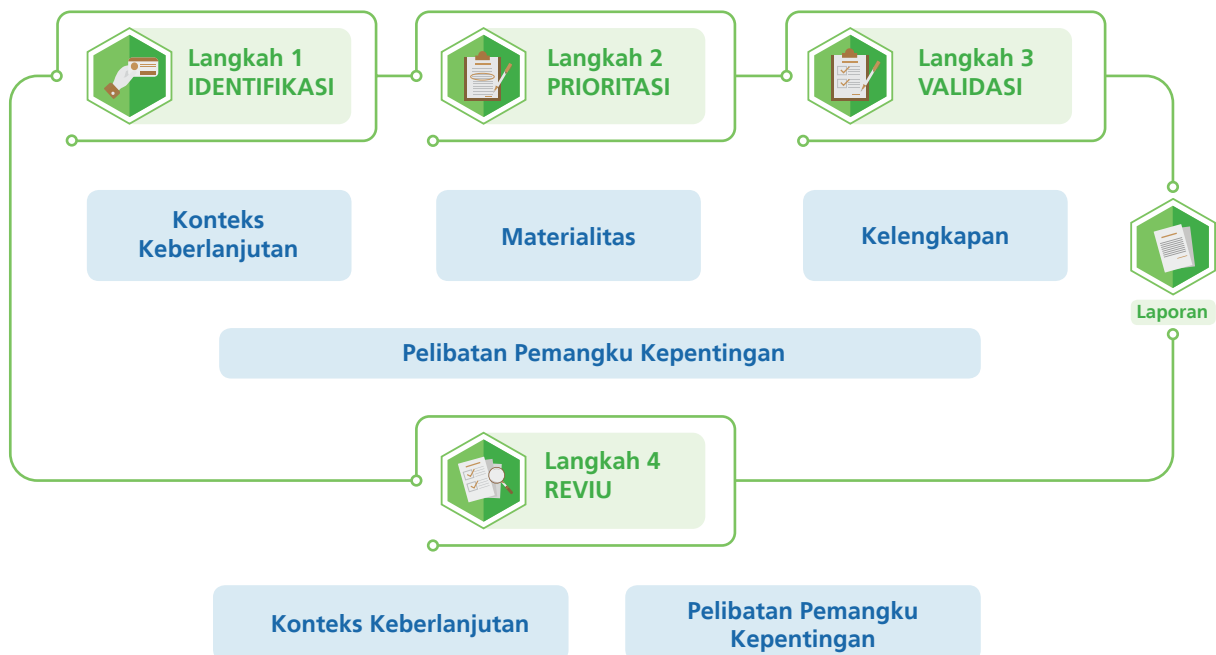 Langkah 1
IDENTIFIKASI
Langkah 2
PRIORITASI
Langkah 3
VALIDASI
Konteks
Keberlanjutan
Materialitas
Kelengkapan
Laporan
Pelibatan Pemangku Kepentingan
Langkah 4
REVIU
Konteks Keberlanjutan
Pelibatan Pemangku
Kepentingan